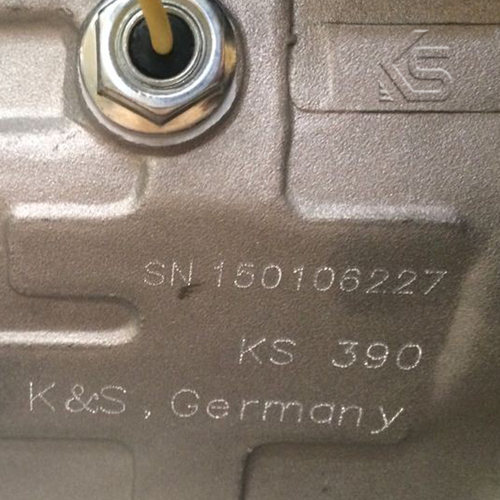 KS
SN 150106227
KS 390
K&S, Germany